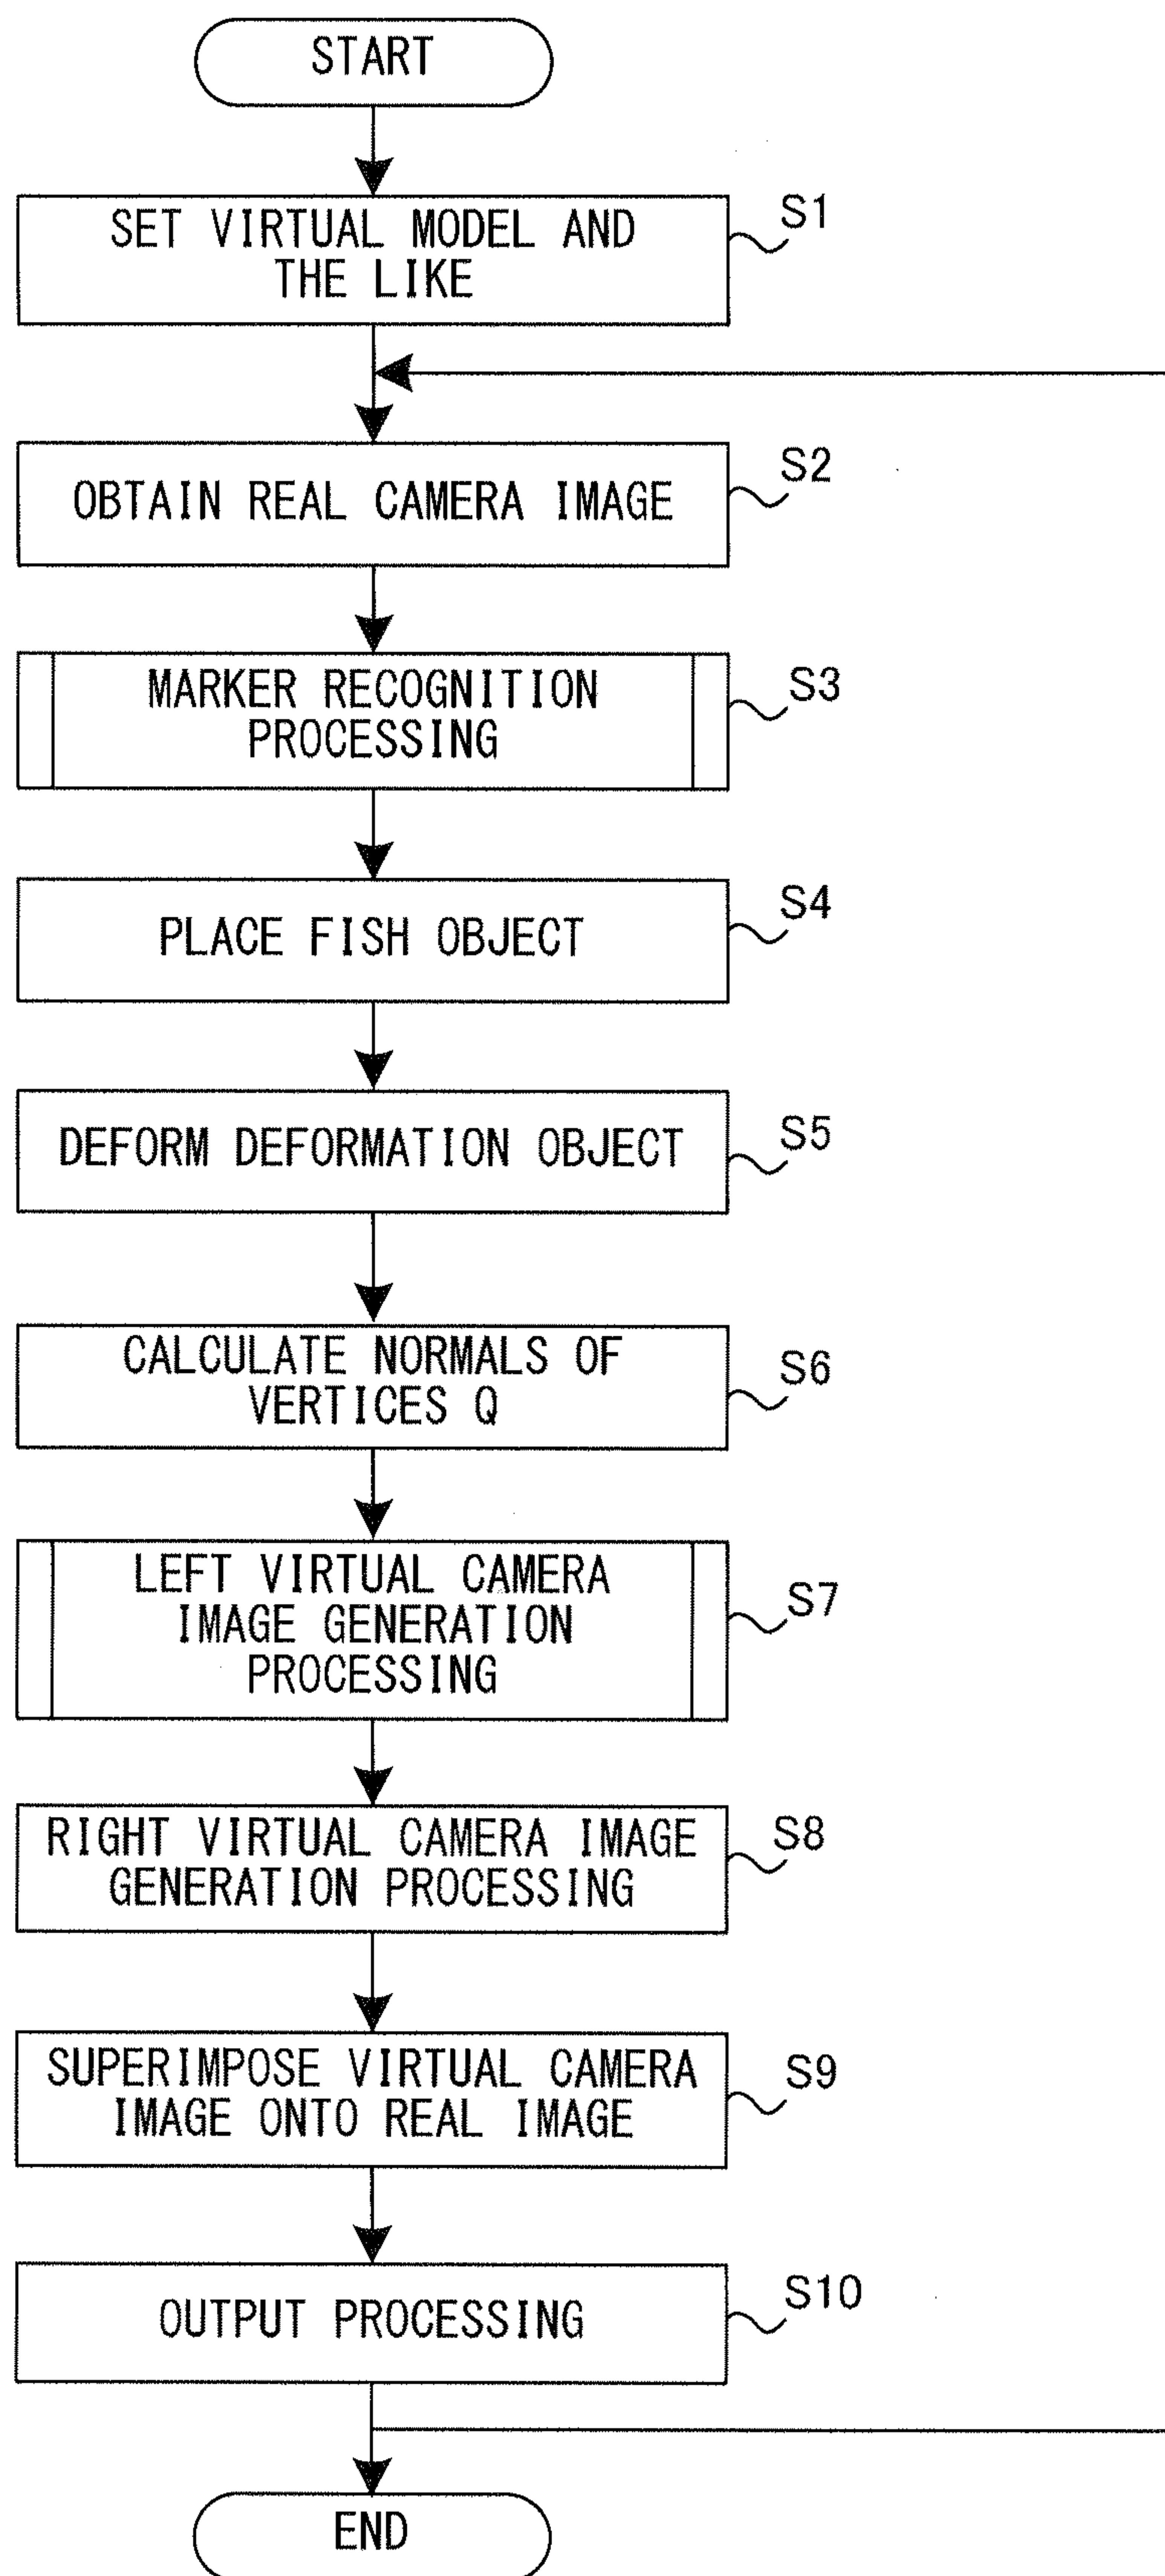 START
SET VIRTUAL MODEL AND
THE LIKE
S1
OBTAIN REAL CAMERA IMAGE
S2
MARKER RECOGNITION
PROCESSING
S3
PLACE FISH OBJECT
S4
DEFORM DEFORMATION OBJECT
S5
CALCULATE NORMALS OF
VERTICES Q
S6
LEFT VIRTUAL CAMERA
IMAGE GENERATION
PROCESSING
S7
RIGHT VIRTUAL CAMERA IMAGE
GENERATION PROCESSING
S8
SUPERIMPOSE VIRTUAL CAMERA
IMAGE ONTO REAL IMAGE
S9
OUTPUT PROCESSING
S10
END